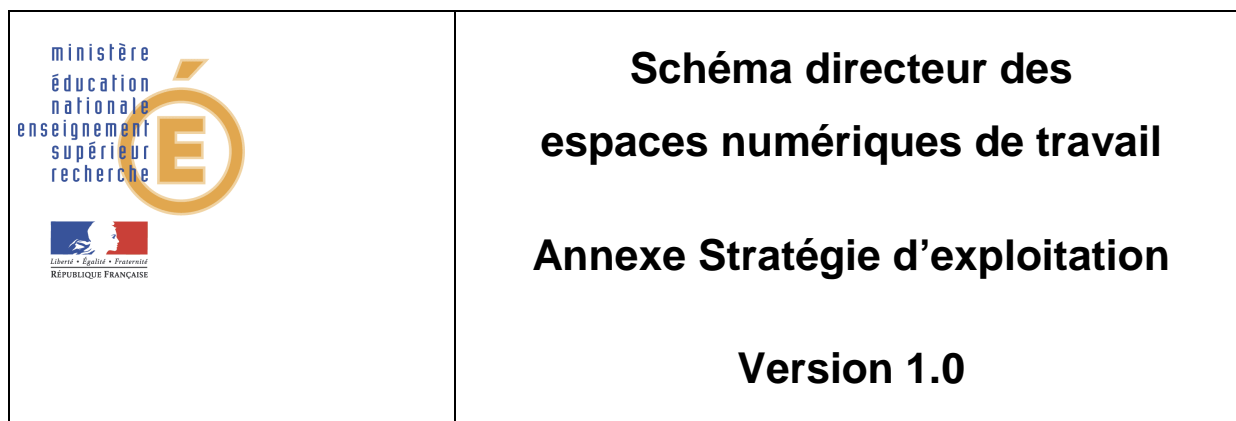 ministère
éducation
nationale
enseignement
supérieur
recherche
É
Liberté • Égalité • Fraternité
RÉPUBLIQUE FRANÇAISE
Schéma directeur des
espaces numériques de travail
Annexe Stratégie d'exploitation
Version 1.0